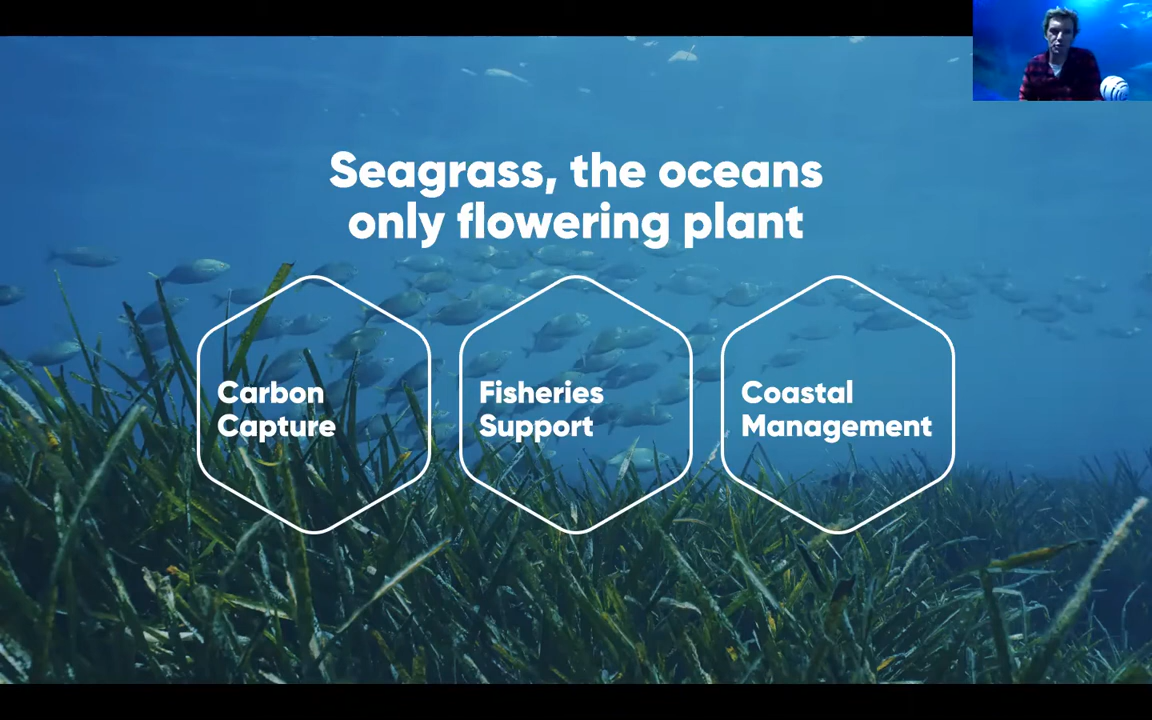 Seagrass, the oceans
only flowering plant
Carbon
Capture
Fisheries
Support
Coastal
Management